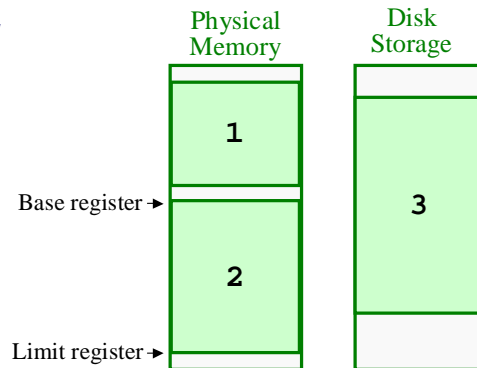 Physical
Memory
Disk
Storage
1
Base register
3
2
Limit register